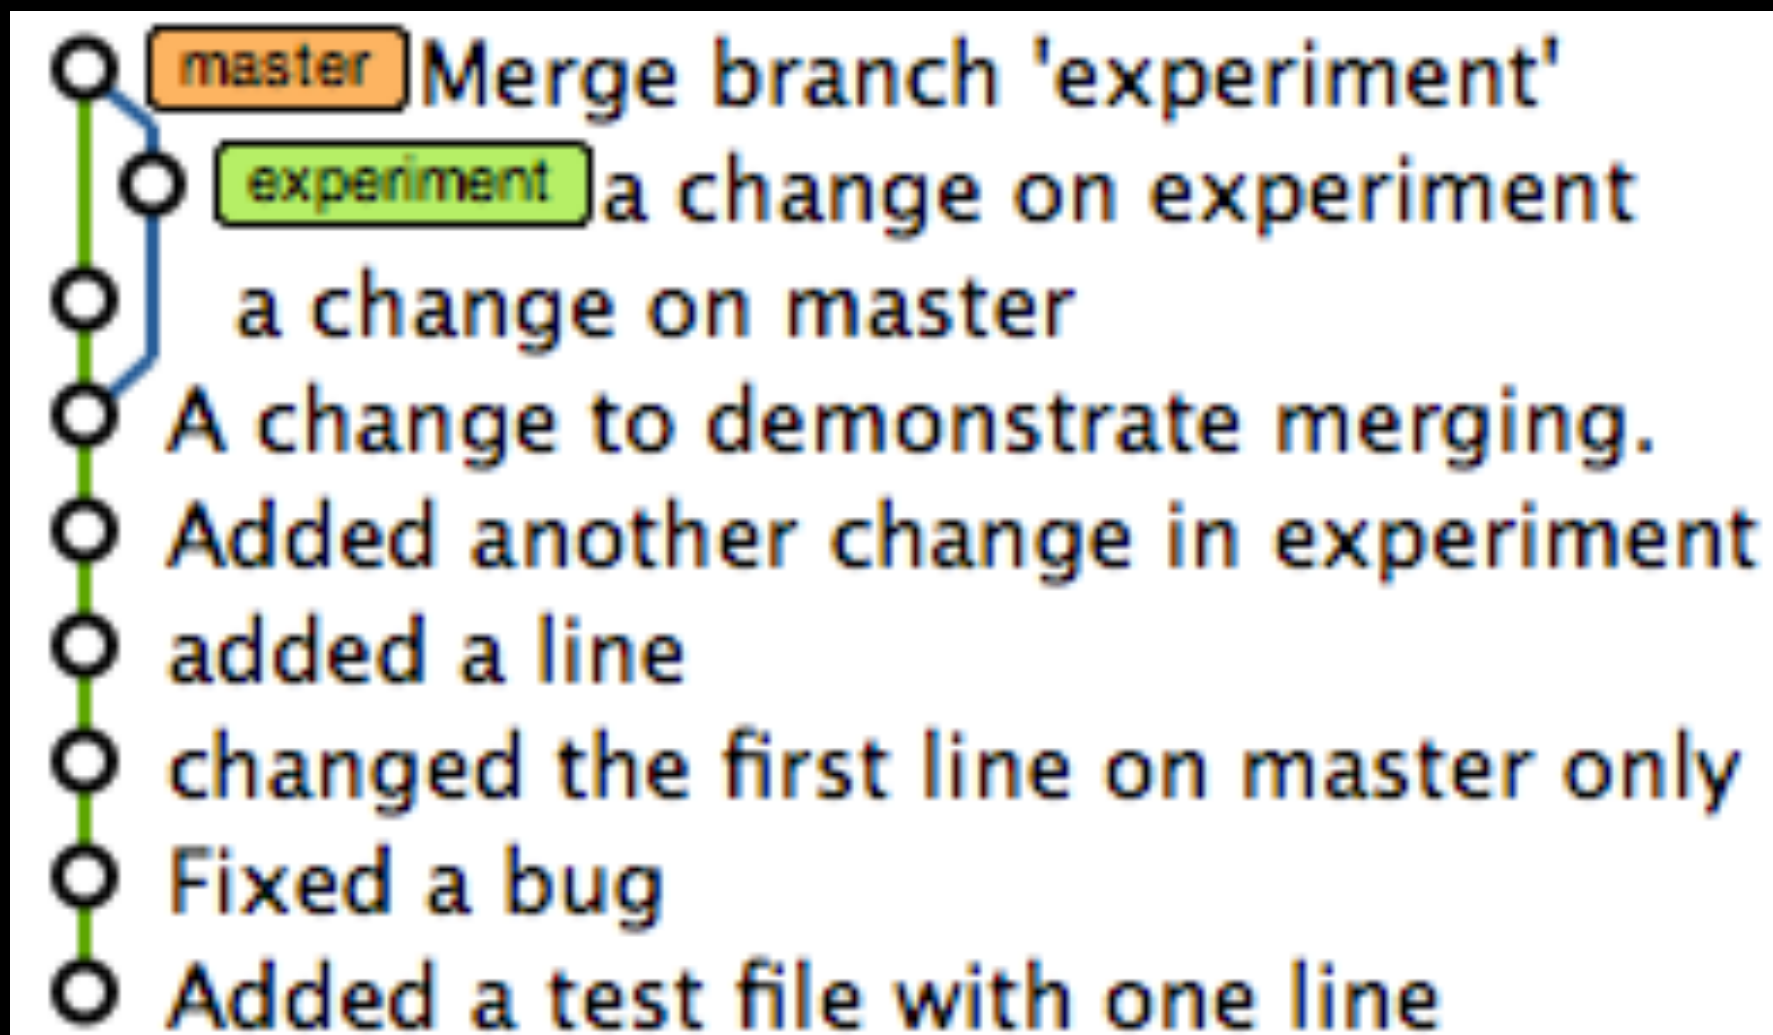 master Merge branch 'experiment'
experiment a change on experiment
a change on master
A change to demonstrate merging.
Added another change in experiment
added a line
changed the first line on master only
Fixed a bug
Added a test file with one line